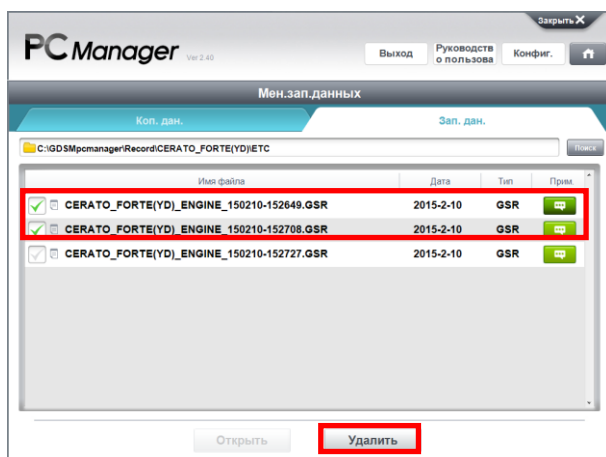 Закрыть X
PC Manager Ver 2.40
Выход
Руководств
о пользова
Конфиг.
Мен.зап.данных
Коп. дан.
Зап. дан.
C:\GDSMpcmanager\Record\CERATO_FORTE(YD)\ETC
Поиск
Имя файла Дата Тип Прим.
CERATO_FORTE(YD)_ENGINE_150210-152649.GSR 2015-2-10 GSR
CERATO_FORTE(YD)_ENGINE_150210-152708.GSR 2015-2-10 GSR
CERATO_FORTE(YD)_ENGINE_150210-152727.GSR 2015-2-10 GSR
Открыть
Удалить